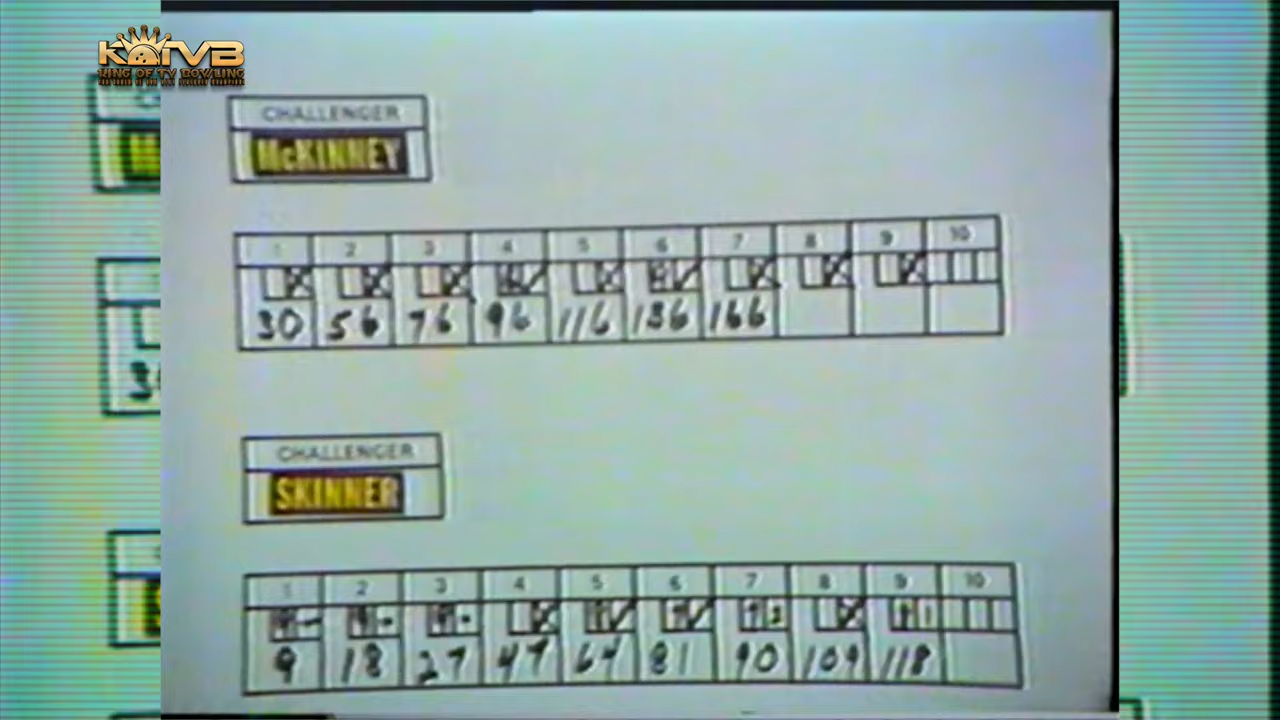 KOTVB
KING OF TV BOWLING
CHALLENGER
McKINNEY
1 2 3 4 5 6 7 8 9 10
X X X / X / X X X
30 56 76 96 116 136 166
CHALLENGER
SKINNER
1 2 3 4 5 6 7 8 9 10
- - - X / / 2 X 1
9 18 27 47 64 81 90 109 118